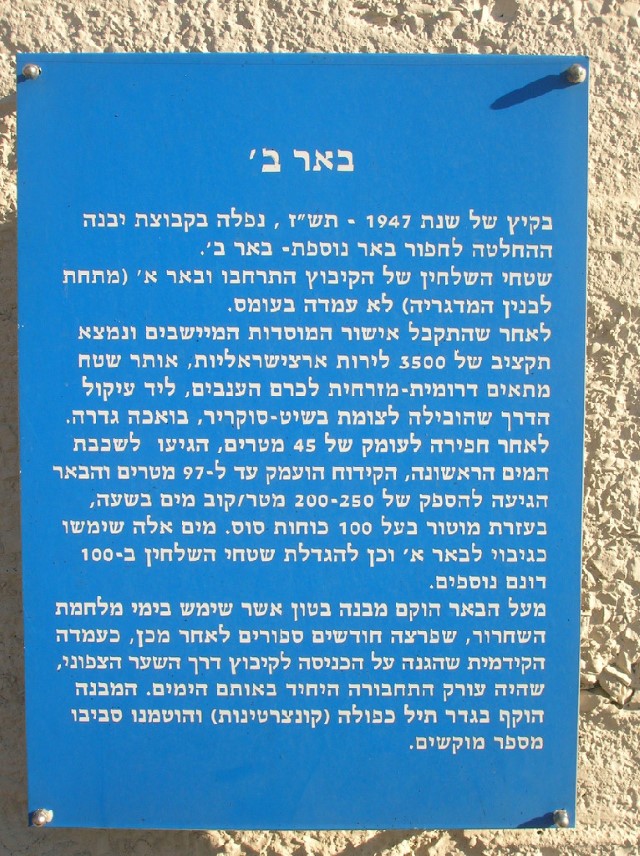 באר ב׳
בקיץ של שנת 1947 - תש"ז , נפלה בקבוצת יבנה
ההחלטה לחפור באר נוספת- באר ב׳.
שטחי השלחין של הקיבוץ התרחבו ובאר א׳ (מתחת
לבנין המדגריה) לא עמדה בעומס.
לאחר שהתקבל אישור המוסדות המיישבים ונמצא
תקציב של 3500 לירות ארצישראליות, אותר שטח
מתאים דרומית-מזרחית לכרם הענבים, ליד עיקול
הדרך שהובילה לצומת בשיט-סוקריר, בואכה גדרה.
לאחר חפירה לעומק של 45 מטרים, הגיעו לשכבת
המים הראשונה, הקידוח הועמק עד ל-97 מטרים והבאר
הגיעה להספק של 200-250 מטר/קוב מים בשעה,
בעזרת מוטור בעל 100 כוחות סוס. מים אלה שימשו
כגיבוי לבאר א׳ וכן להגדלת שטחי השלחין ב-100
דונם נוספים.
מעל הבאר הוקם מבנה בטון אשר שימש בימי מלחמת
השחרור, שפרצה חודשים ספורים לאחר מכן, כעמדה
הקידמית שהגנה על הכניסה לקיבוץ דרך השער הצפוני,
שהיה עורק התחבורה היחיד באותם הימים. המבנה
הוקף בגדר תיל כפולה (קונצרטינות) והוטמנו סביבו
מספר מוקשים.